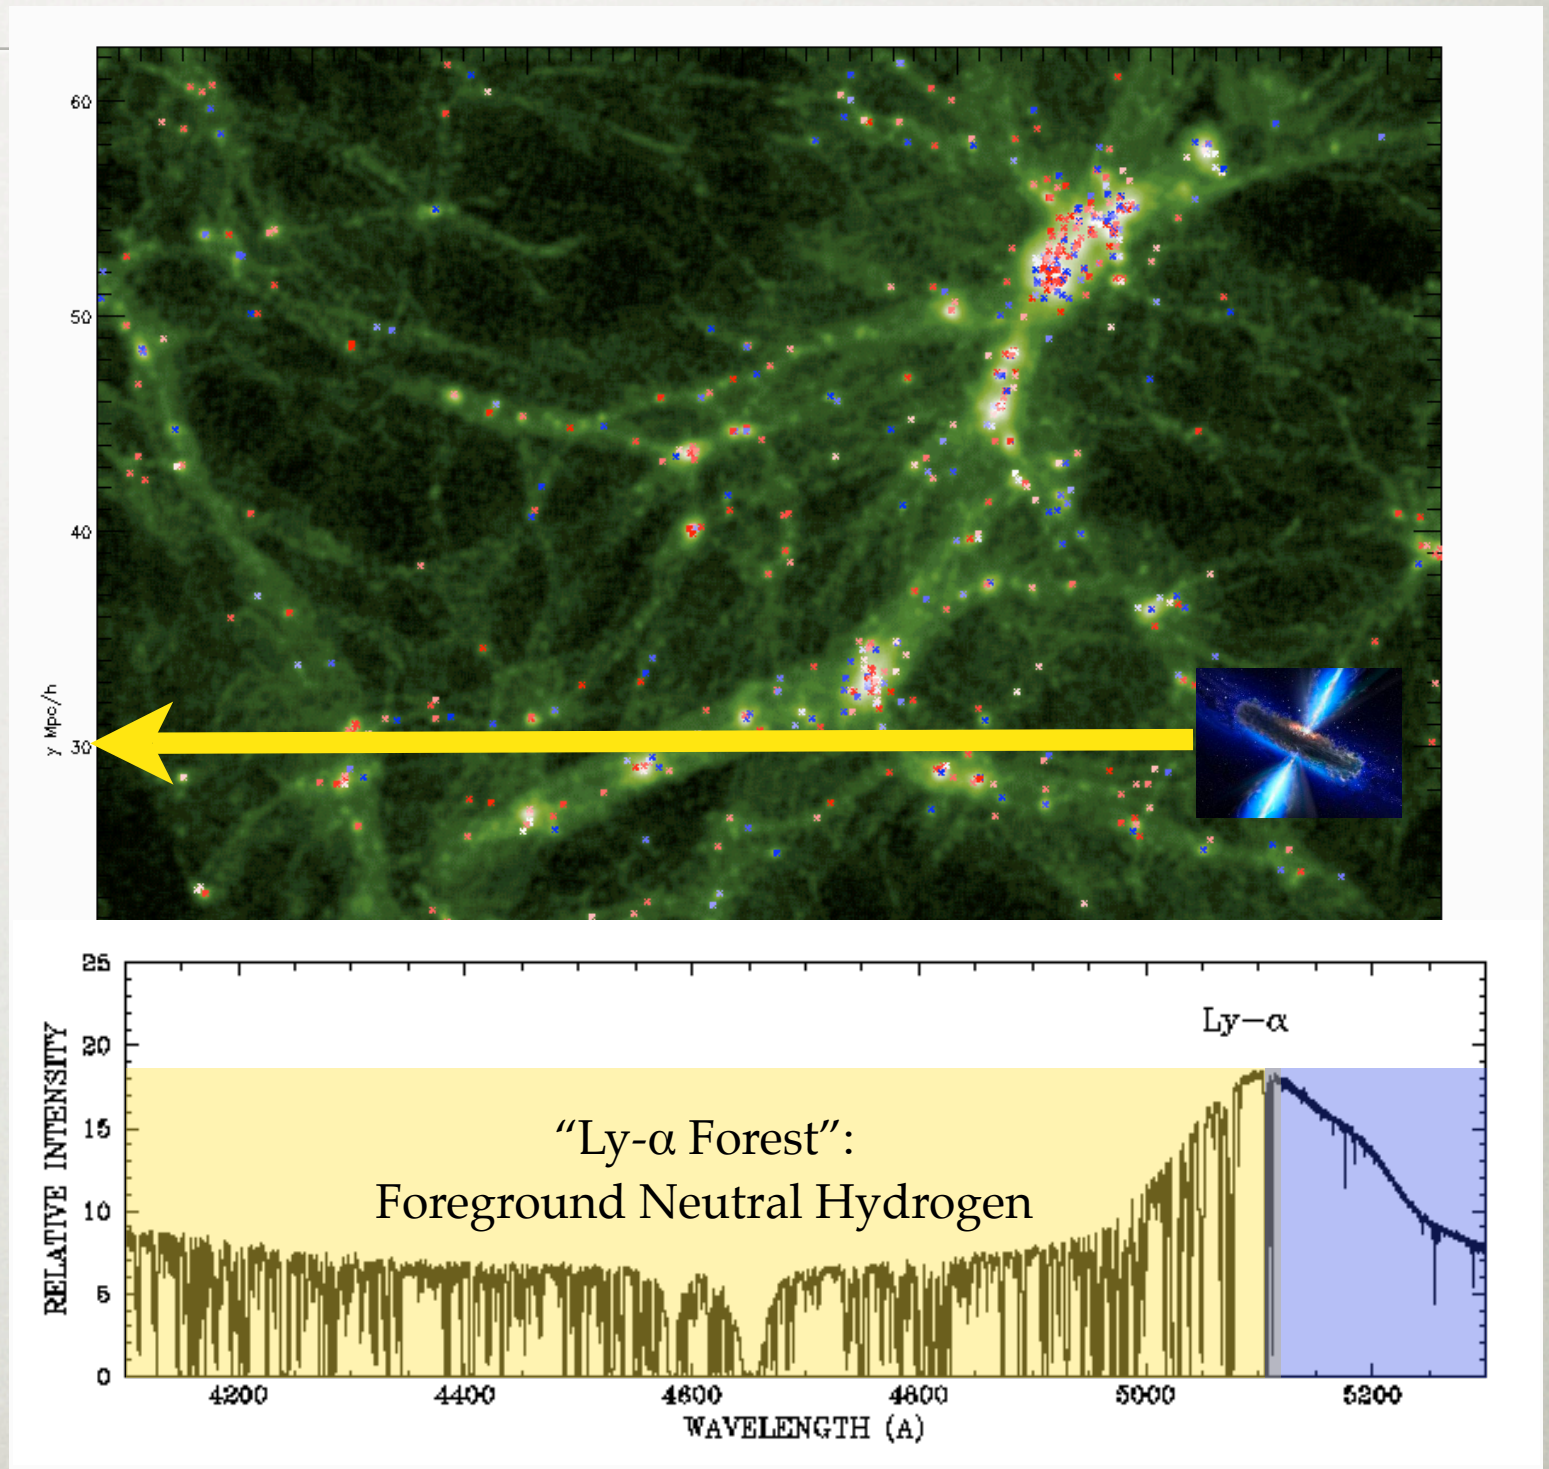 60
50
40
y Mpc/h
30
25
Ly-α
20
RELATIVE INTENSITY
15
"Ly-α Forest":
Foreground Neutral Hydrogen
10
5
0
4200 4400 4600 4800 5000 5200
WAVELENGTH (A)